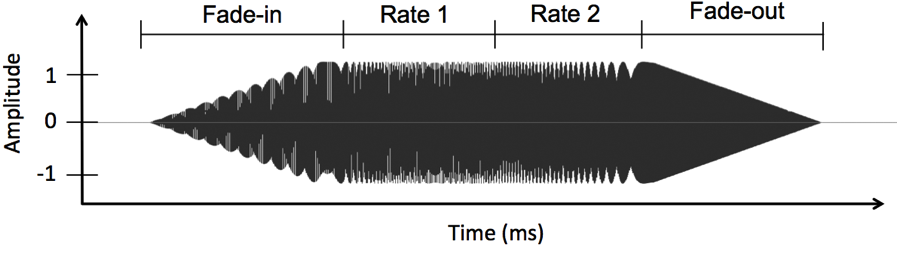 Fade-in Rate 1 Rate 2 Fade-out
Amplitude
1
0
-1
Time (ms)